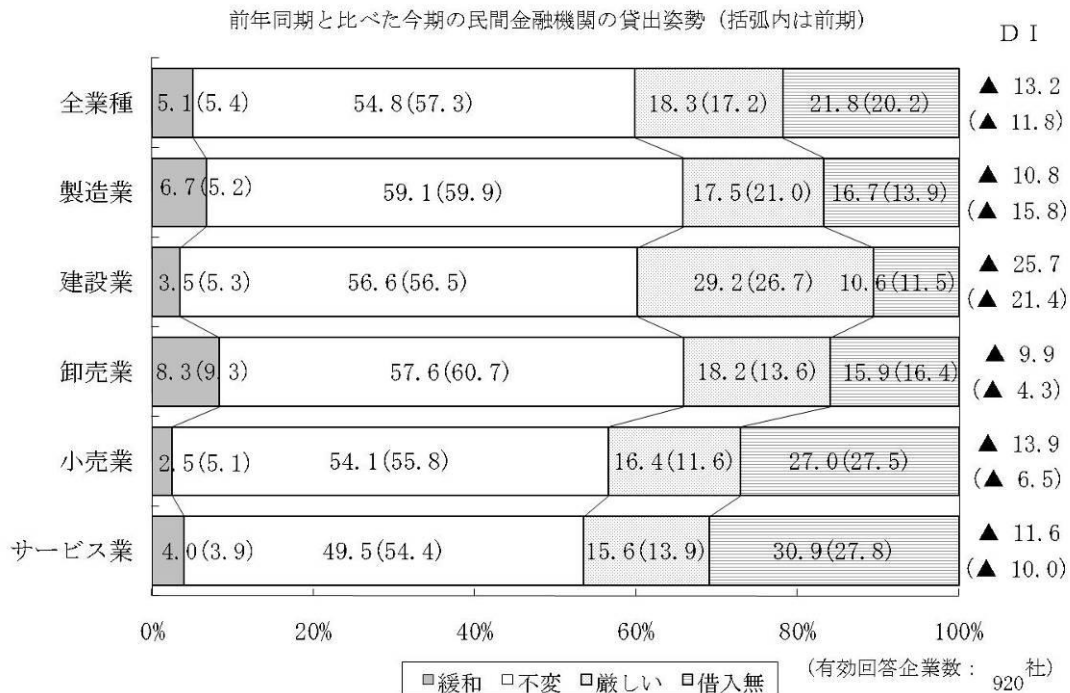 前年同期と比べた今期の民間金融機関の貸出姿勢（括弧内は前期）
ＤＩ
全業種 5.1(5.4) 54.8(57.3) 18.3(17.2) 21.8(20.2) ▲ 13.2
(▲ 11.8)
製造業 6.7(5.2) 59.1(59.9) 17.5(21.0) 16.7(13.9) ▲ 10.8
(▲ 15.8)
建設業 3.5(5.3) 56.6(56.5) 29.2(26.7) 10.6(11.5) ▲ 25.7
(▲ 21.4)
卸売業 8.3(9.3) 57.6(60.7) 18.2(13.6) 15.9(16.4) ▲ 9.9
(▲ 4.3)
小売業 2.5(5.1) 54.1(55.8) 16.4(11.6) 27.0(27.5) ▲ 13.9
(▲ 6.5)
サービス業 4.0(3.9) 49.5(54.4) 15.6(13.9) 30.9(27.8) ▲ 11.6
(▲ 10.0)
0% 20% 40% 60% 80% 100%
緩和 不変 厳しい 借入無
（有効回答企業数： 920 社）